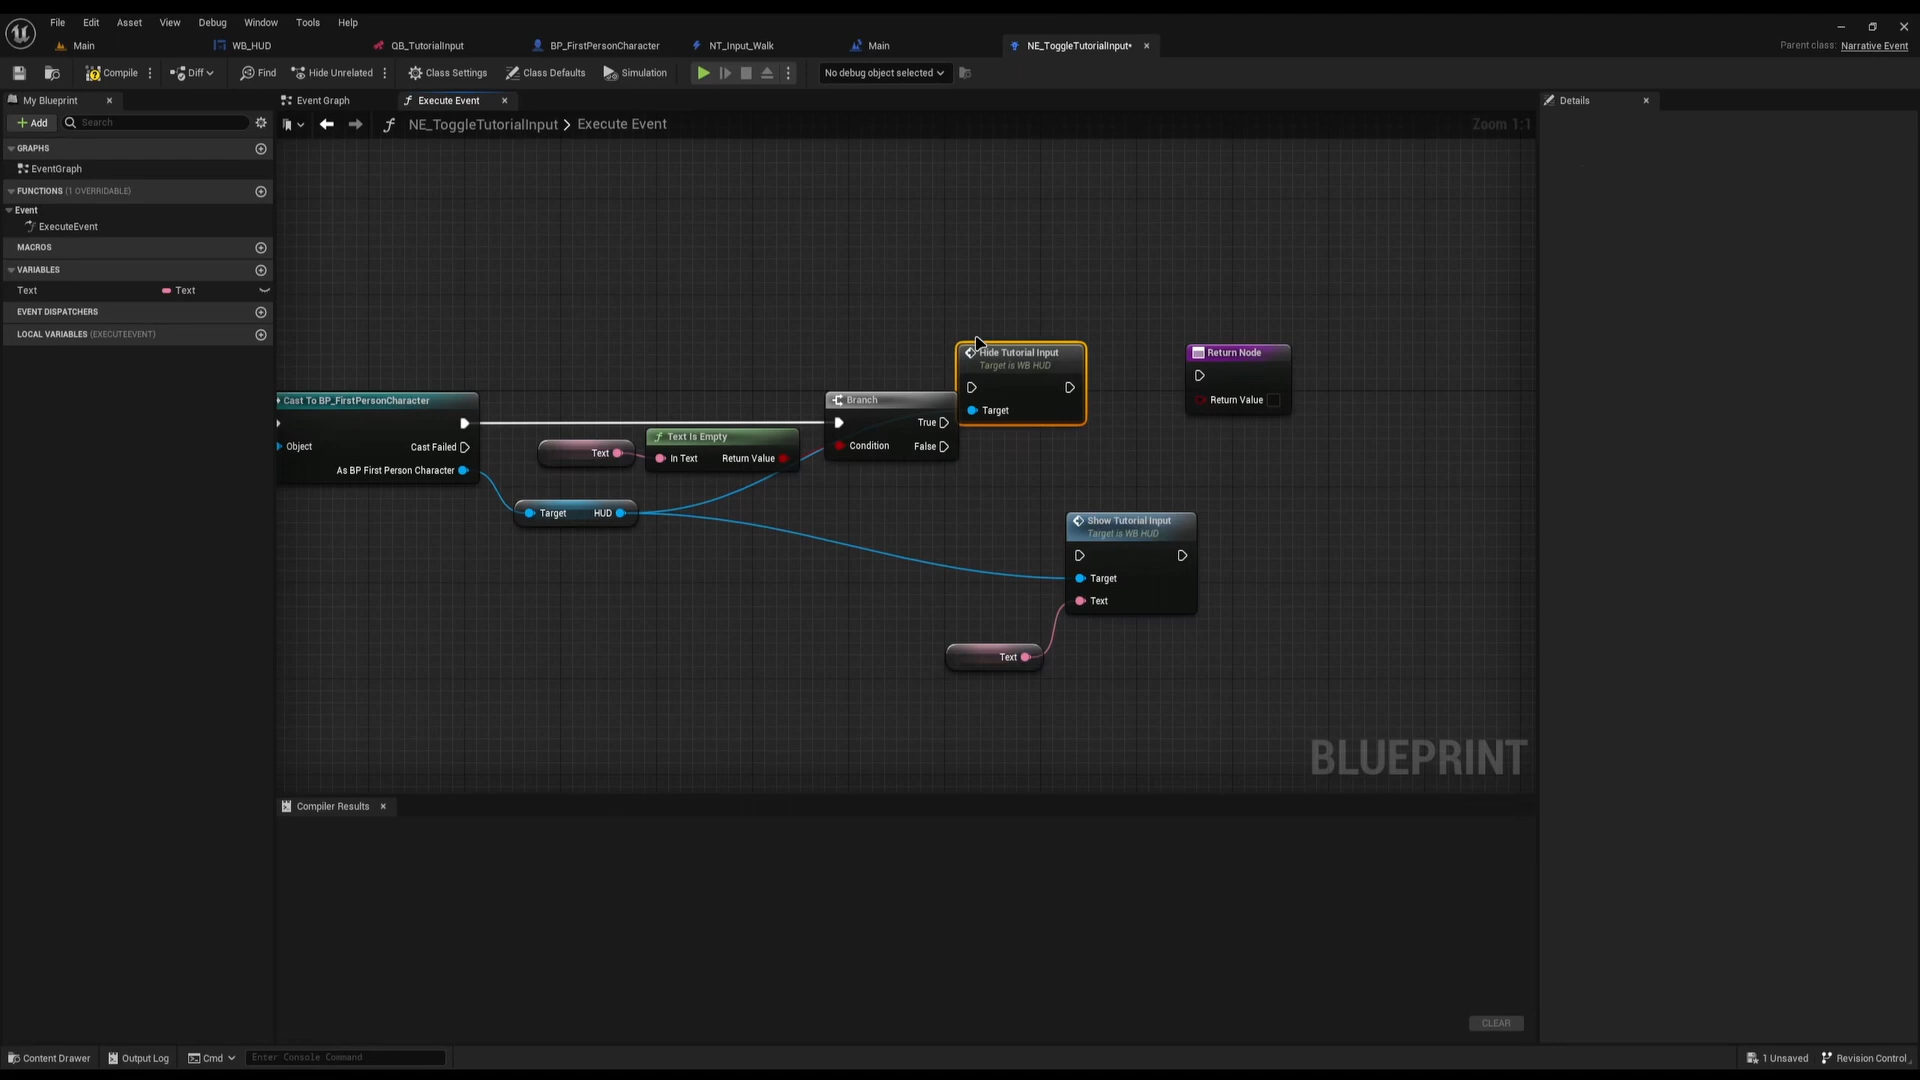 File Edit Asset View Debug Window Tools Help
Main WB_HUD QB_TutorialInput BP_FirstPersonCharacter NT_Input_Walk Main NE_ToggleTutorialInput• Parent class: Narrative Event
Compile Diff Find Hide Unrelated Class Settings Class Defaults Simulation No debug object selected
My Blueprint Event Graph Execute Event Details
Add Search NE_ToggleTutorialInput > Execute Event Zoom 1:1
GRAPHS
EventGraph
FUNCTIONS (1 OVERRIDABLE)
Event
ExecuteEvent
MACROS
VARIABLES
Text Text
EVENT DISPATCHERS
LOCAL VARIABLES (EXECUTEEVENT)
Cast To BP_FirstPersonCharacter
Object Cast Failed
As BP First Person Character
Text
Text Is Empty
In Text Return Value
Target HUD
Branch
True
Condition False
Hide Tutorial Input
Target is WB HUD
Target
Return Node
Return Value
Show Tutorial Input
Target is WB HUD
Target
Text
Text
BLUEPRINT
Compiler Results
CLEAR
Content Drawer Output Log Cmd Enter Console Command 1 Unsaved Revision Control